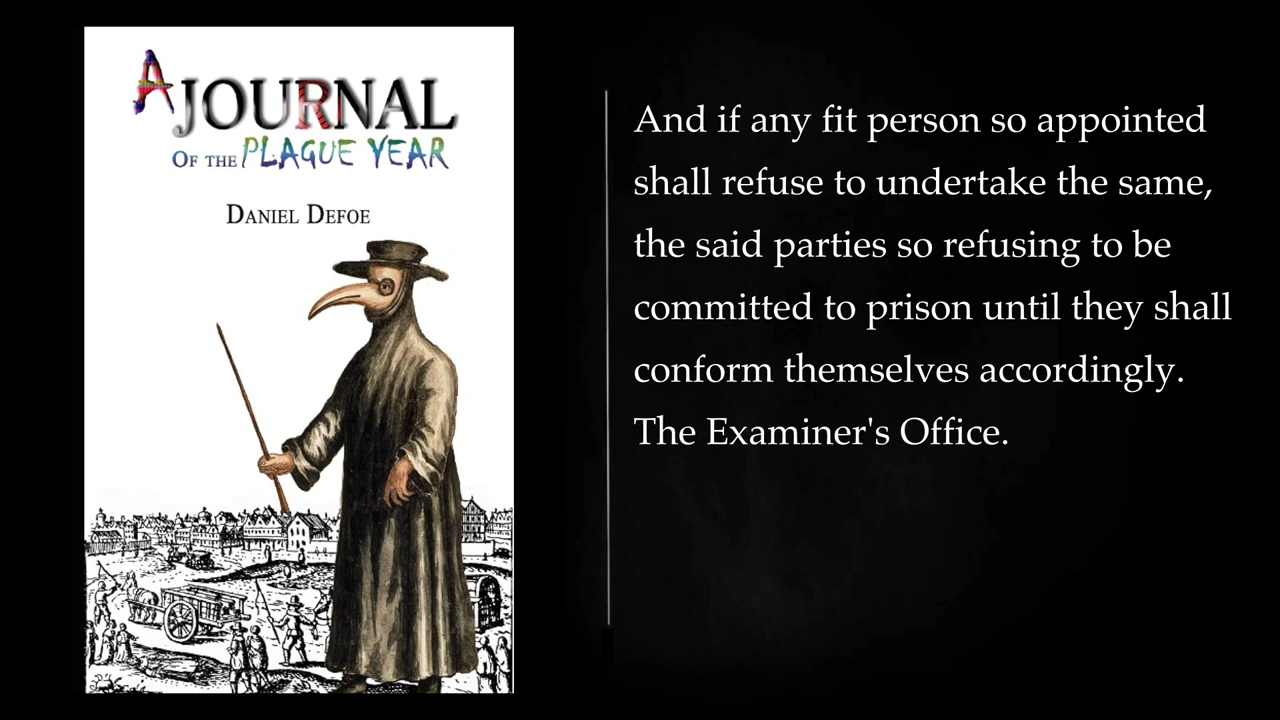 A JOURNAL
OF THE PLAGUE YEAR
DANIEL DEFOE
And if any fit person so appointed
shall refuse to undertake the same,
the said parties so refusing to be
committed to prison until they shall
conform themselves accordingly.
The Examiner's Office.